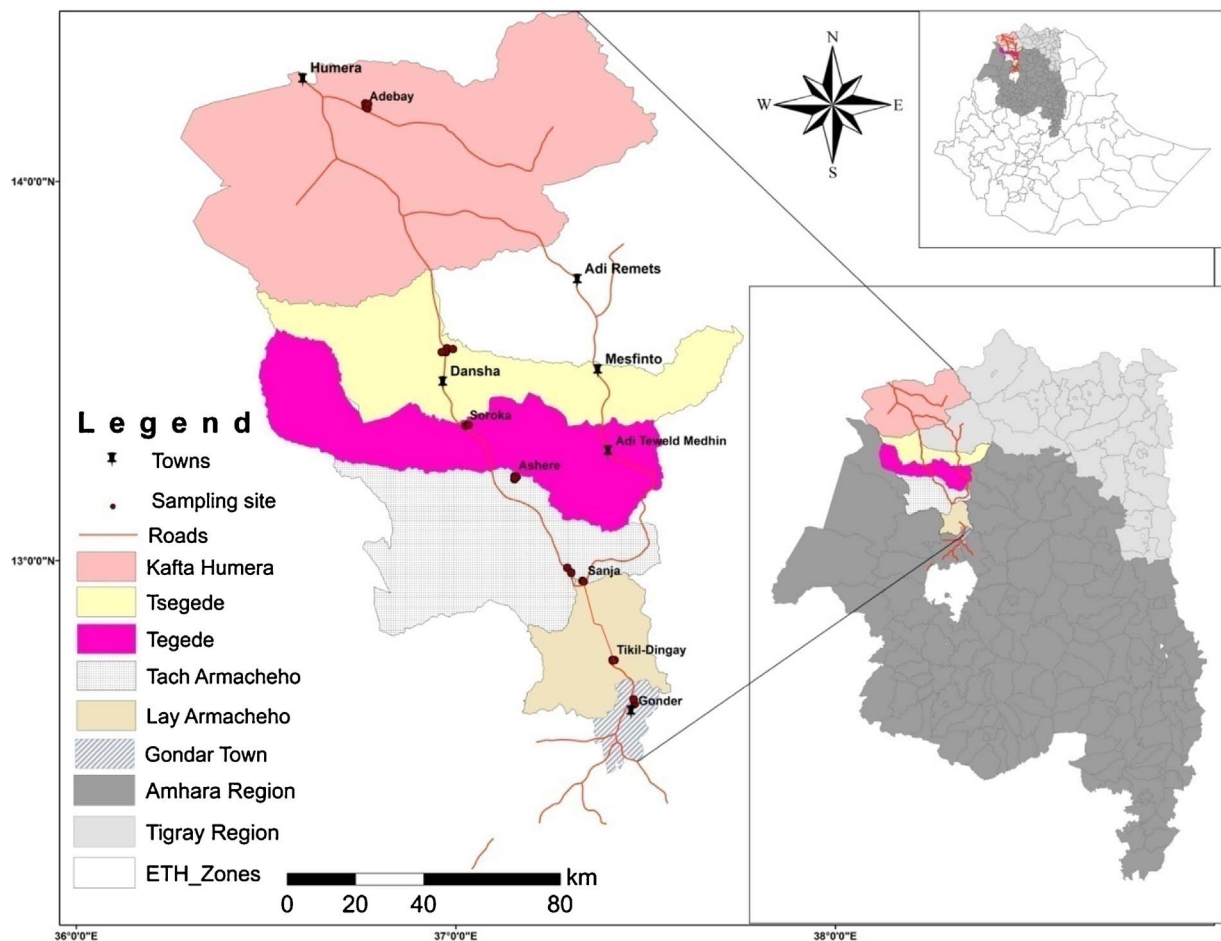 N
W
E
S
Humera
Adebay
14°0'0"N
Adi Remets
Mesfinto
Dansha
Soroka
Adi Teweld Medhin
Ashere
13°0'0"N
Sanja
Tikil-Dingay
Gonder
Legend
Towns
Sampling site
Roads
Kafta Humera
Tsegede
Tegede
Tach Armacheho
Lay Armacheho
Gondar Town
Amhara Region
Tigray Region
ETH_Zones
km
0 20 40 80
36°0'0"E
37°0'0"E
38°0'0"E